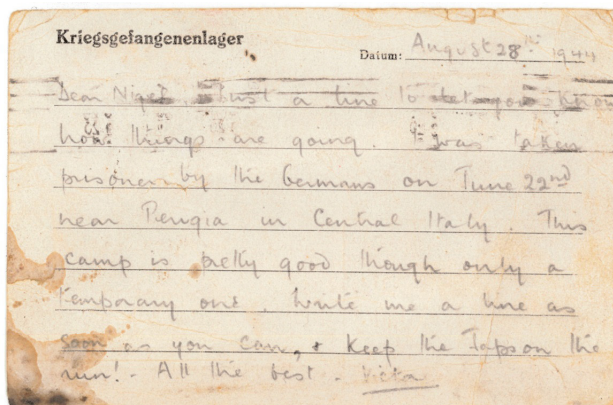 Kriegsgefangenenlager
Datum: August 28th 1944
Dear Nigel. Just a line to let you know
how things are going. I was taken
prisoner by the Germans on June 22nd
near Perugia in Central Italy. This
camp is pretty good though only a
temporary one. Write me a line as
soon as you can, & keep the Japs on the
run! - All the best - Victor